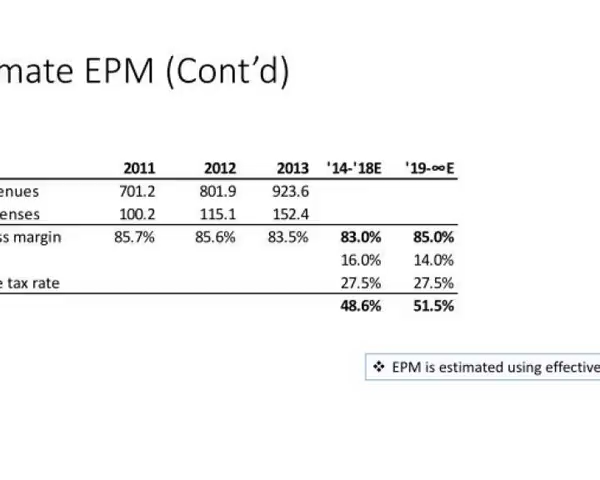 mate EPM (Cont’d)
2011 2012 2013 '14-'18E '19-∞E
enues 701.2 801.9 923.6
enses 100.2 115.1 152.4
ss margin 85.7% 85.6% 83.5% 83.0% 85.0%
16.0% 14.0%
e tax rate 27.5% 27.5%
48.6% 51.5%
❖ EPM is estimated using effective